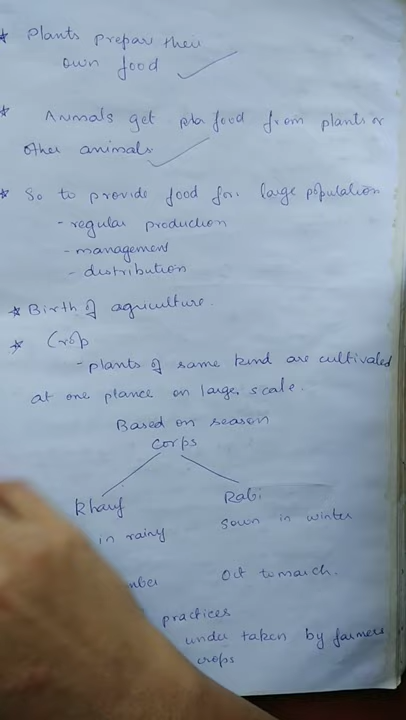 * Plants prepare their
own food
* Animals get food from plants or
other animals
* So to provide food for large population
- regular production
- management
- distribution
* Birth of agriculture.
* Crop
- plants of same kind are cultivated
at one plance on large scale.
Based on season
corps
Kharif Rabi
in rainy sown in winter
mber Oct to march.
practices
under taken by farmers
crops